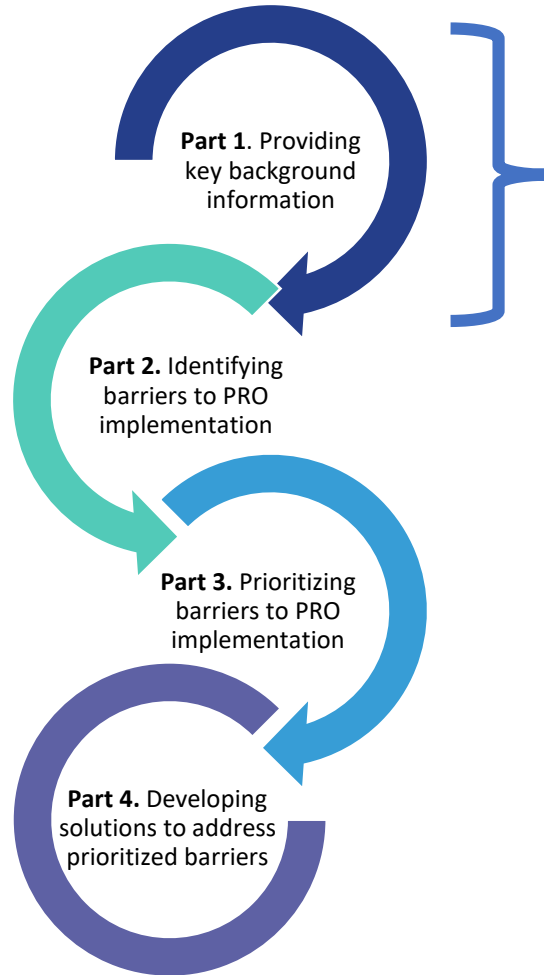 Part 1. Providing
key background
information
Part 2. Identifying
barriers to PRO
implementation
Part 3. Prioritizing
barriers to PRO
implementation
Part 4. Developing
solutions to address
prioritized barriers